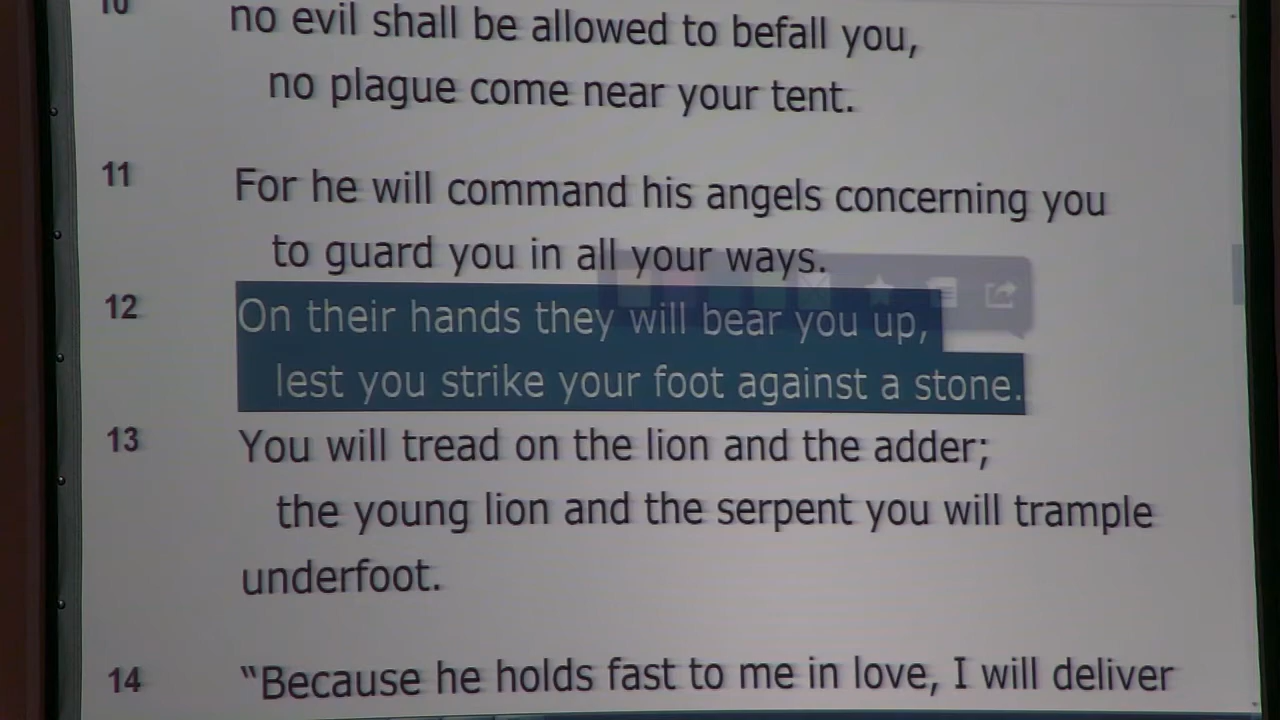 10 no evil shall be allowed to befall you,
no plague come near your tent.
11 For he will command his angels concerning you
to guard you in all your ways.
12 On their hands they will bear you up,
lest you strike your foot against a stone.
13 You will tread on the lion and the adder;
the young lion and the serpent you will trample
underfoot.
14 “Because he holds fast to me in love, I will deliver